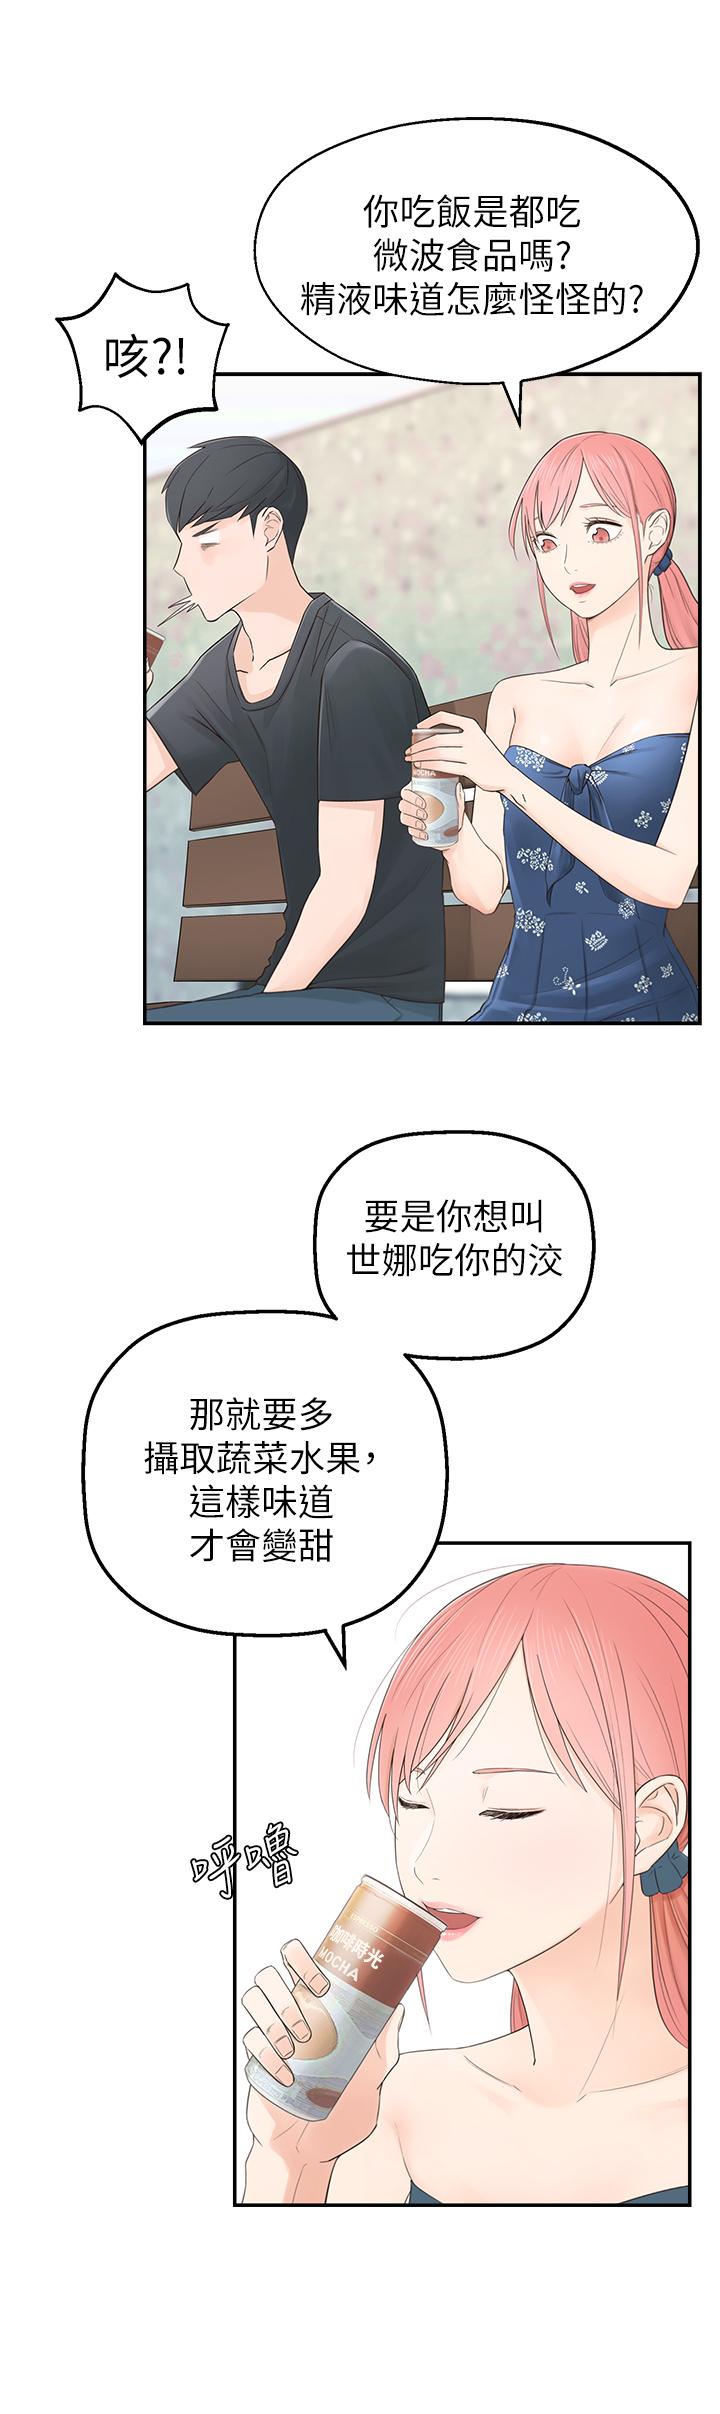 你吃飯是都吃
微波食品嗎?
精液味道怎麼怪怪的?
咳?!
MOCHA
要是你想叫
世娜吃你的洨
那就要多
攝取蔬菜水果,
這樣味道
才會變甜
呼嚕
ESPRESSO
咖啡時光
MOCHA